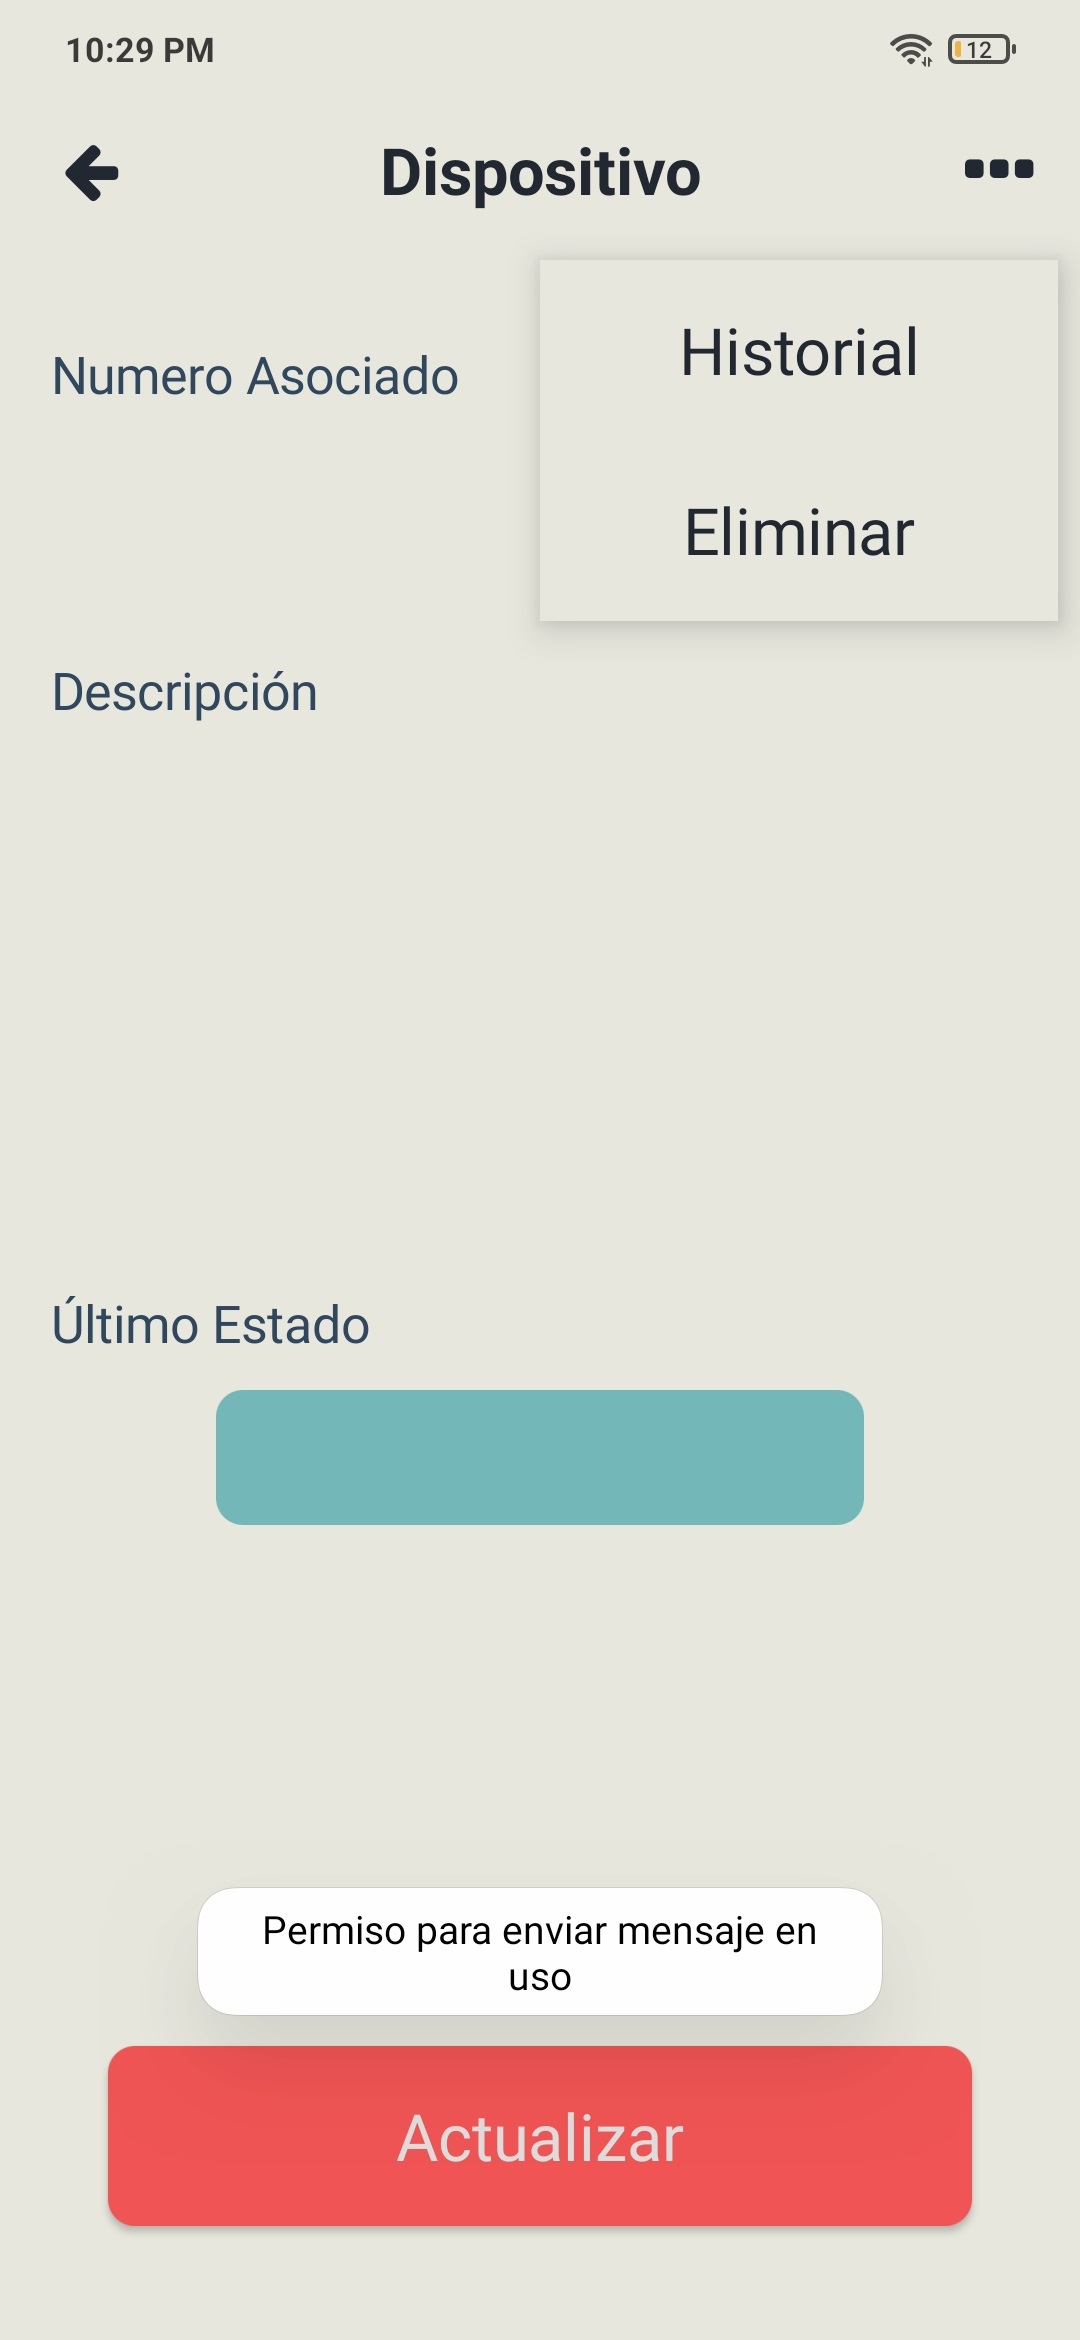 10:29 PM
12
Dispositivo
Historial
Numero Asociado
Eliminar
Descripción
Último Estado
Permiso para enviar mensaje en
uso
Actualizar